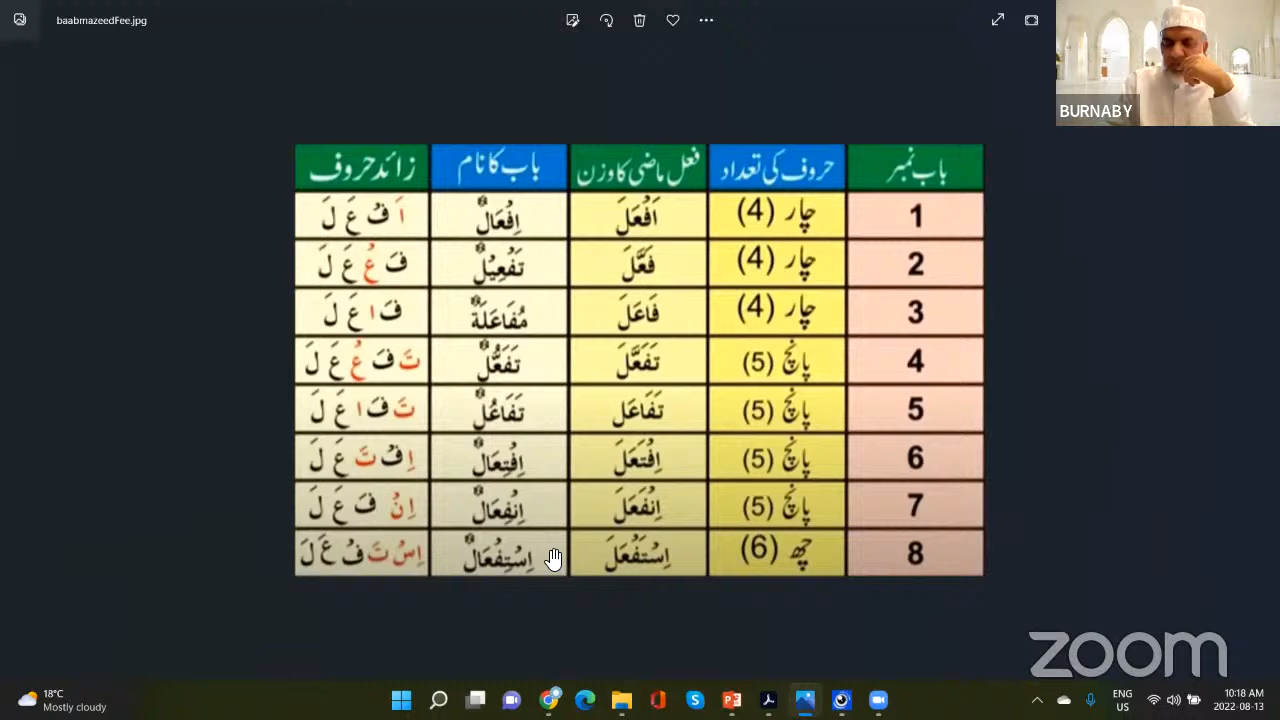 baabmazeedFee.jpg
BURNABY
باب نمبر حروف کی تعداد فعل ماضی کا وزن باب کا نام زائد حروف
1 چار (4) اَفْعَلَ اِفْعَالٌ اَ فْ عَ لَ
2 چار (4) فَعَّلَ تَفْعِيْلٌ فَ عْ عَ لَ
3 چار (4) فَاعَلَ مُفَاعَلَةٌ فَ ا عَ لَ
4 پانچ (5) تَفَعَّلَ تَفَعُّلٌ تَ فَ عْ عَ لَ
5 پانچ (5) تَفَاعَلَ تَفَاعُلٌ تَ فَ ا عَ لَ
6 پانچ (5) اِفْتَعَلَ اِفْتِعَالٌ اِ فْ تَ عَ لَ
7 پانچ (5) اِنْفَعَلَ اِنْفِعَالٌ اِنْ فَ عَ لَ
8 چھ (6) اِسْتَفْعَلَ اِسْتِفْعَالٌ اِسْ تَ فْ عَ لَ
zoom
18°C
Mostly cloudy
ENG
US
10:18 AM
2022-08-13